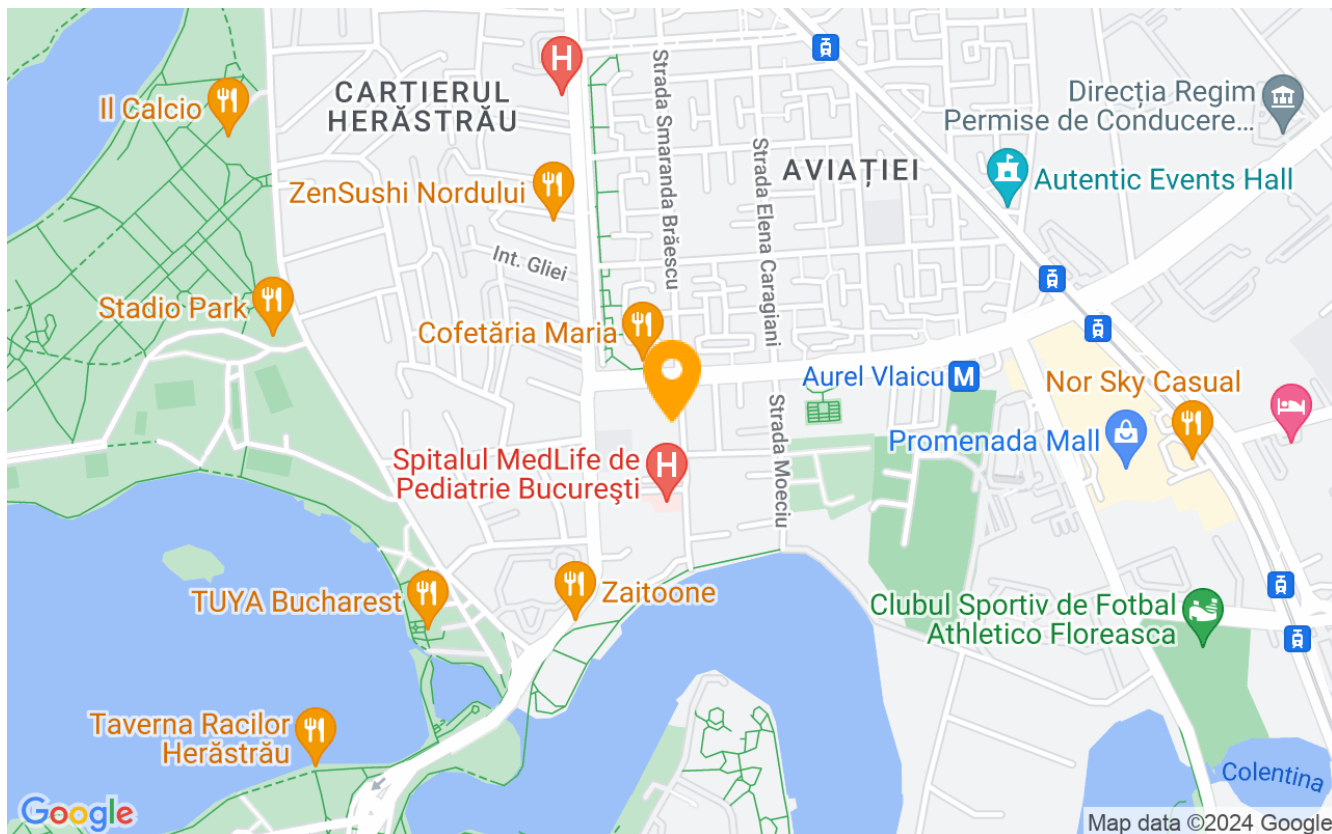 H
CARTIERUL
HERĂSTRĂU
Il Calcio
Strada Smaranda Brăescu
Direcția Regim
Permise de Conducere...
Strada Elena Caragiani
AVIAȚIEI
Autentic Events Hall
ZenSushi Nordului
Int. Gliei
Stadio Park
Cofetăria Maria
Aurel Vlaicu M
Nor Sky Casual
Strada Moeciu
Promenada Mall
Spitalul MedLife de
Pediatrie Bucureşti
H
TUYA Bucharest
Zaitoone
Clubul Sportiv de Fotbal
Athletico Floreasca
Taverna Racilor
Herăstrău
Colentina
Google
Map data ©2024 Google